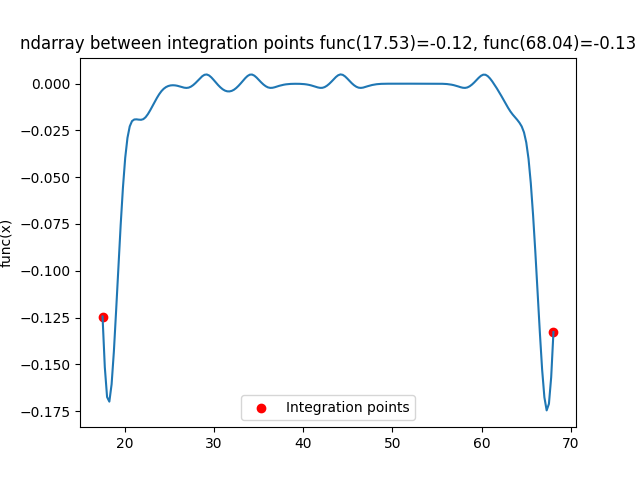 ndarray between integration points func(17.53)=-0.12, func(68.04)=-0.13
0.000
−0.025
−0.050
−0.075
−0.100
−0.125
−0.150
−0.175
func(x)
Integration points
20 30 40 50 60 70